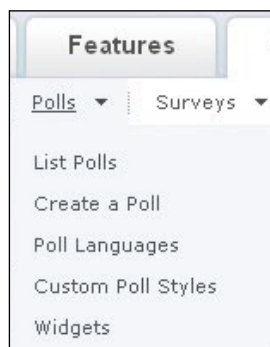 Features
Polls Surveys
List Polls
Create a Poll
Poll Languages
Custom Poll Styles
Widgets